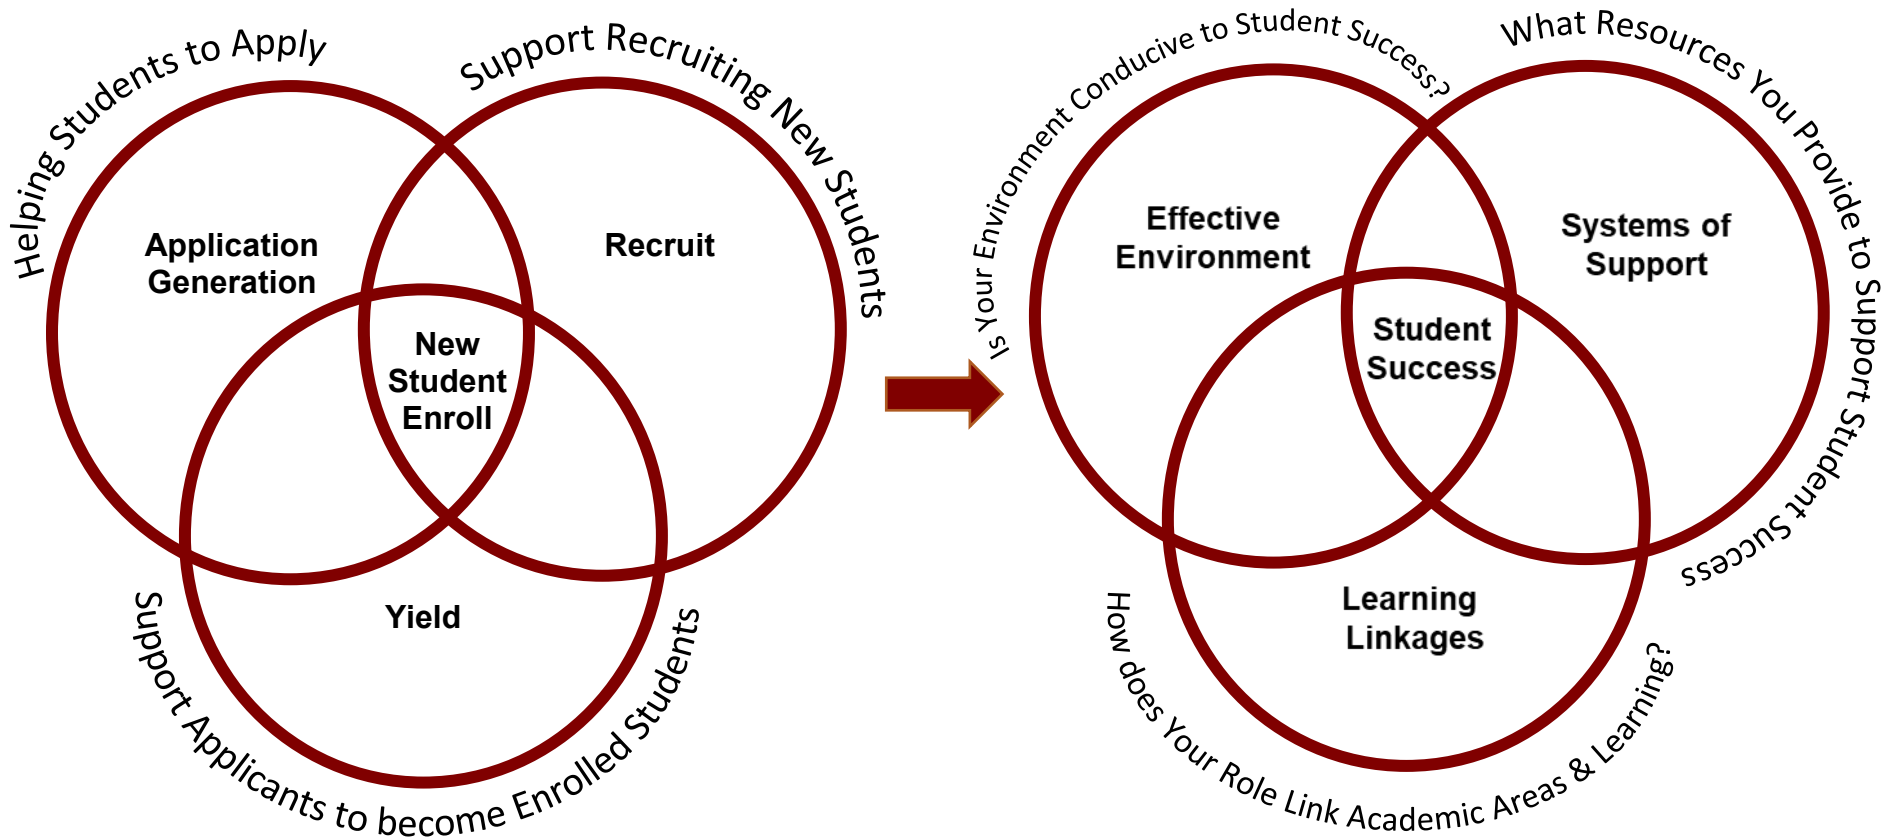 Helping Students to Apply
Support Recruiting New Students
Application
Generation
Recruit
New
Student
Enroll
Yield
Support Applicants to become Enrolled Students
Is Your Environment Conducive to Student Success?
What Resources You Provide to Support Student Success
Effective
Environment
Systems of
Support
Student
Success
Learning
Linkages
How does Your Role Link Academic Areas & Learning?